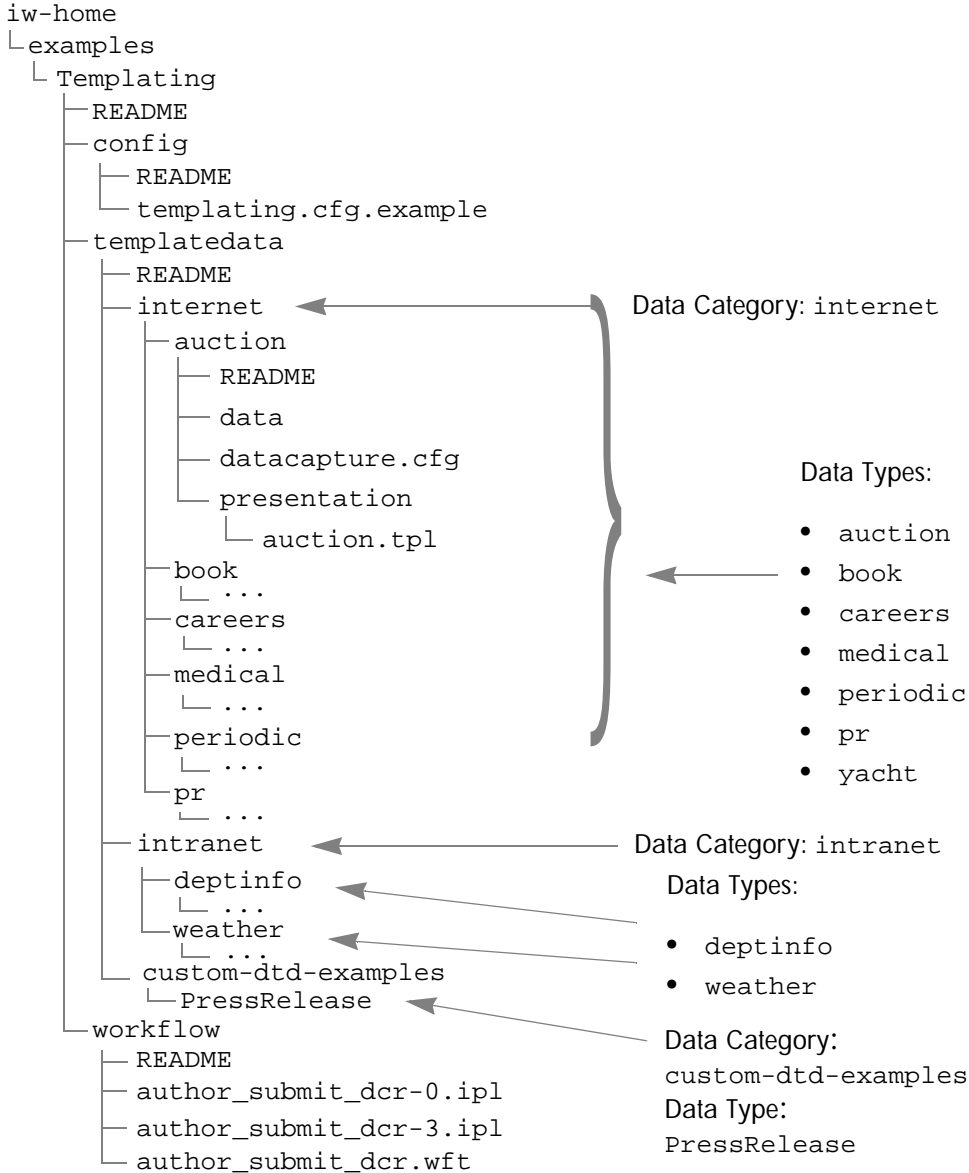 iw-home
examples
Templating
README
config
README
templating.cfg.example
templatedata
README
internet
Data Category: internet
auction
README
data
datacapture.cfg
presentation
auction.tpl
book
...
careers
...
medical
...
periodic
...
pr
...
Data Types:
• auction
• book
• careers
• medical
• periodic
• pr
• yacht
intranet
Data Category: intranet
deptinfo
...
weather
...
Data Types:
• deptinfo
• weather
custom-dtd-examples
PressRelease
Data Category:
custom-dtd-examples
Data Type:
PressRelease
workflow
README
author_submit_dcr-0.ipl
author_submit_dcr-3.ipl
author_submit_dcr.wft